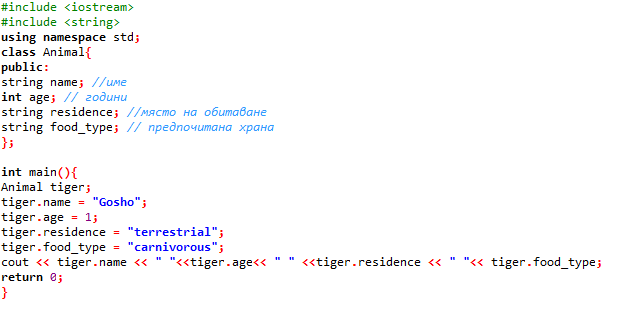 #include <iostream>
#include <string>
using namespace std;
class Animal{
public:
string name; //име
int age; // години
string residence; //място на обитаване
string food_type; // предпочитана храна
};

int main(){
Animal tiger;
tiger.name = "Gosho";
tiger.age = 1;
tiger.residence = "terrestrial";
tiger.food_type = "carnivorous";
cout << tiger.name << " "<<tiger.age<< " " <<tiger.residence << " "<< tiger.food_type;
return 0;
}